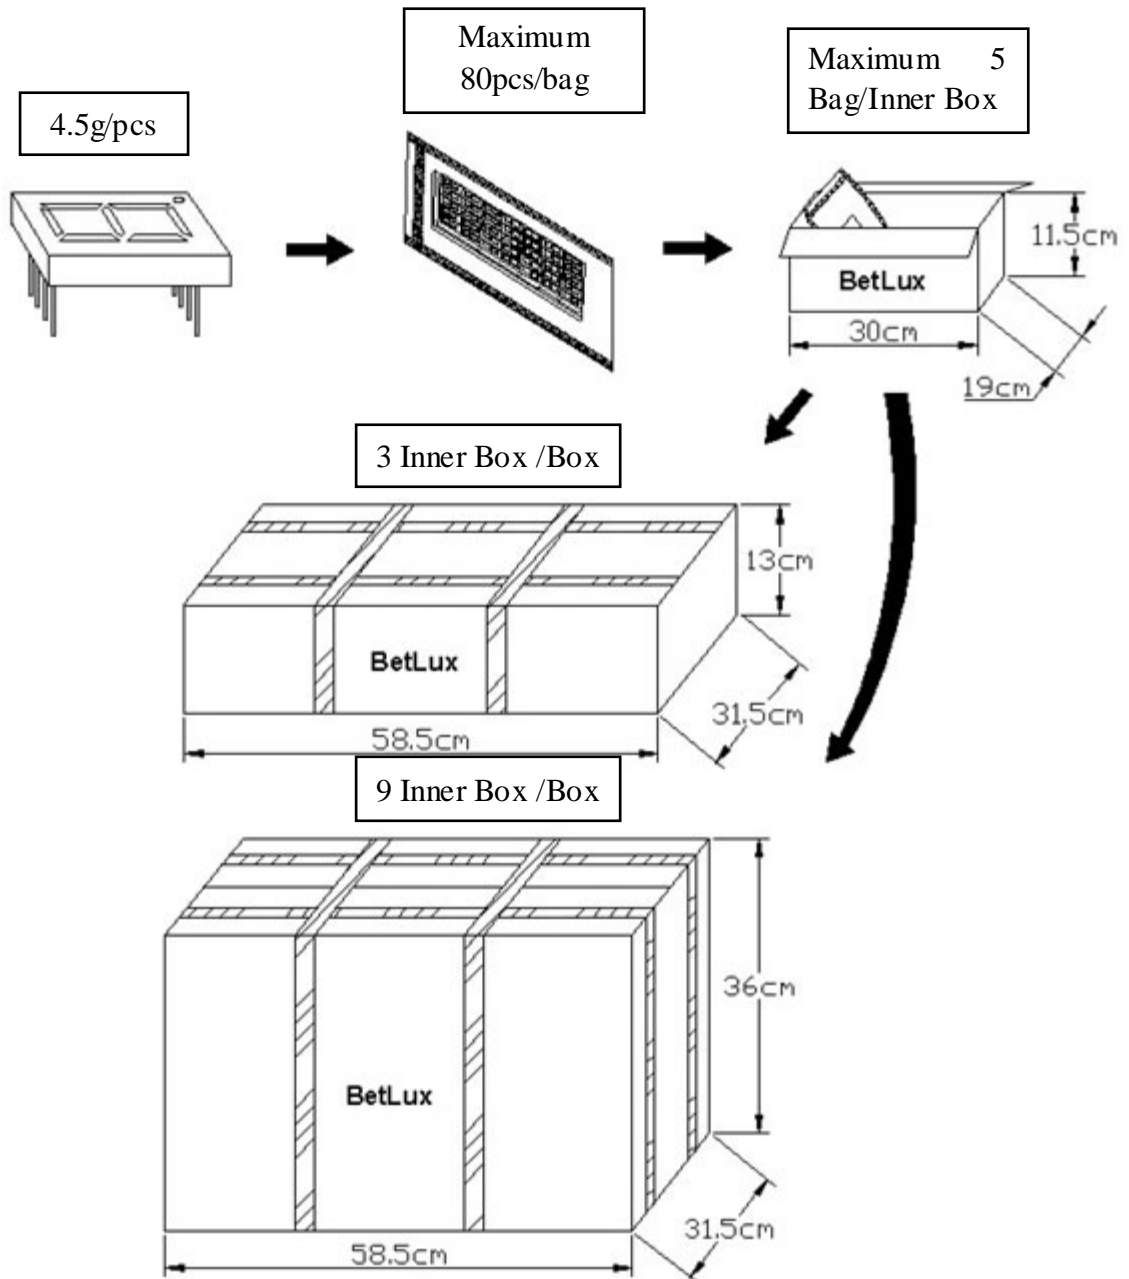 4.5g/pcs
Maximum
80pcs/bag
Maximum 5
Bag/Inner Box
11.5cm
BetLux
30cm
19cm
3 Inner Box /Box
13cm
BetLux
31.5cm
58.5cm
9 Inner Box /Box
36cm
BetLux
31.5cm
58.5cm